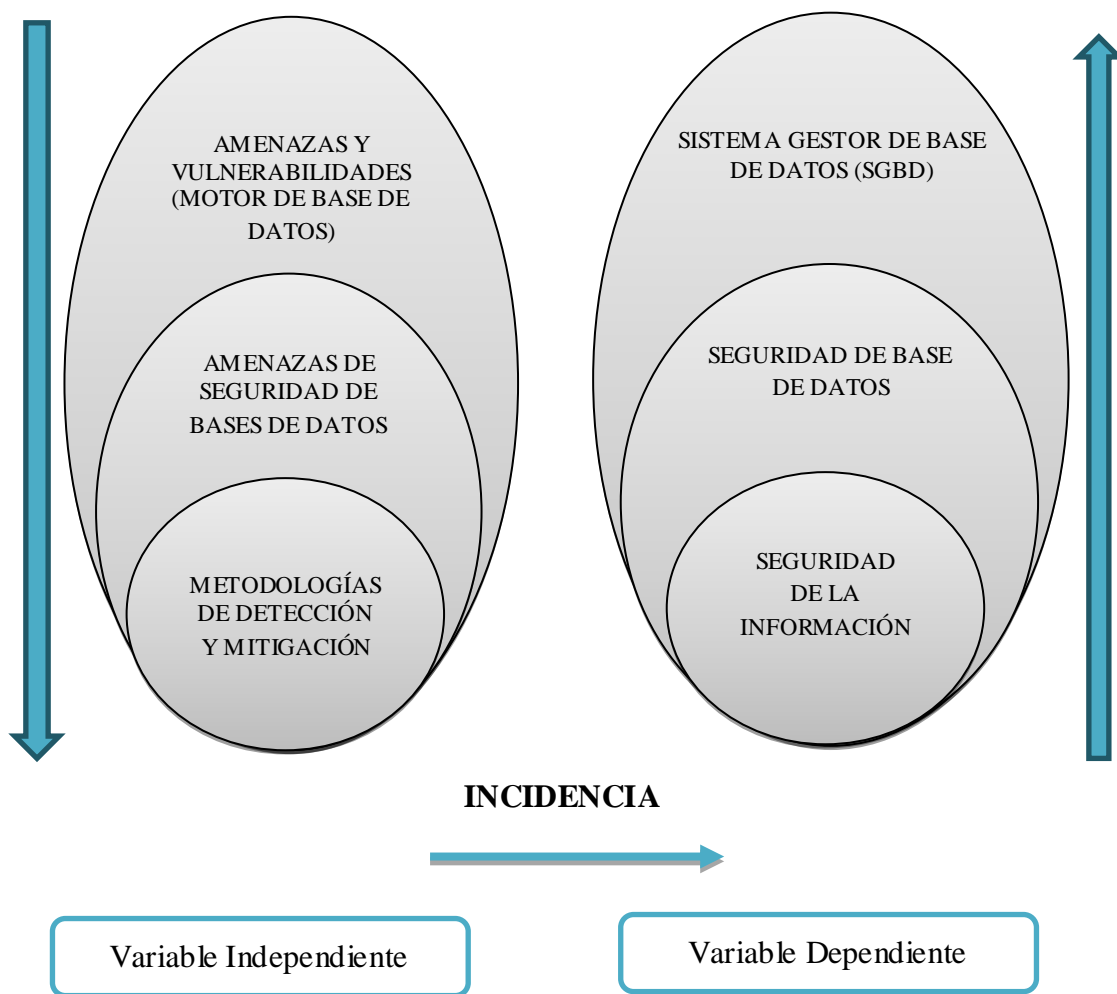 AMENAZAS Y
VULNERABILIDADES
(MOTOR DE BASE DE
DATOS)
AMENAZAS DE
SEGURIDAD DE
BASES DE DATOS
METODOLOGÍAS
DE DETECCIÓN
Y MITIGACIÓN
SISTEMA GESTOR DE BASE
DE DATOS (SGBD)
SEGURIDAD DE BASE
DE DATOS
SEGURIDAD
DE LA
INFORMACIÓN
INCIDENCIA
Variable Independiente
Variable Dependiente